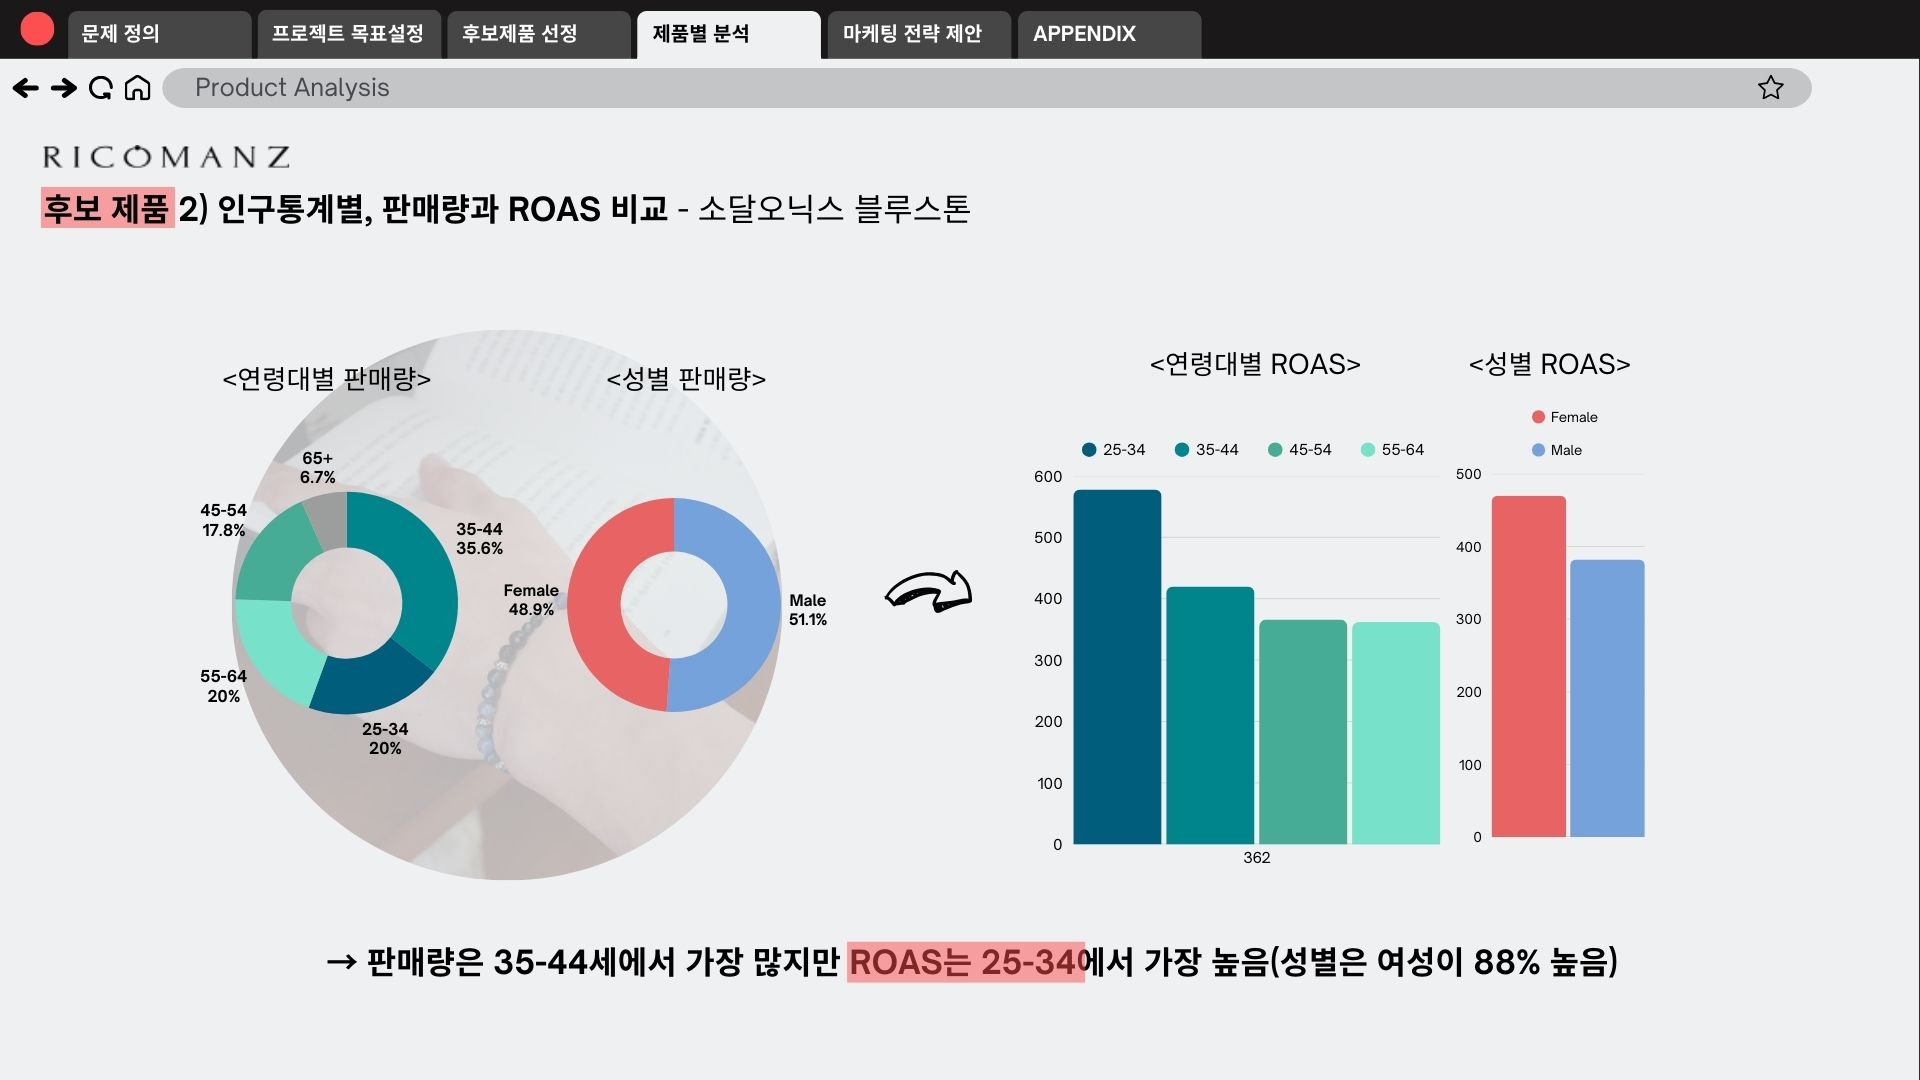 문제 정의
프로젝트 목표설정
후보제품 선정
제품별 분석
마케팅 전략 제안
APPENDIX
Product Analysis
RICOMANZ
후보 제품 2) 인구통계별, 판매량과 ROAS 비교 - 소달오닉스 블루스톤
<연령대별 판매량>
65+
6.7%
45-54
17.8%
35-44
35.6%
55-64
20%
25-34
20%
<성별 판매량>
Female
48.9%
Male
51.1%
<연령대별 ROAS>
25-34
35-44
45-54
55-64
600
500
400
300
200
100
0
362
<성별 ROAS>
Female
Male
500
400
300
200
100
0
→ 판매량은 35-44세에서 가장 많지만 ROAS는 25-34에서 가장 높음(성별은 여성이 88% 높음)